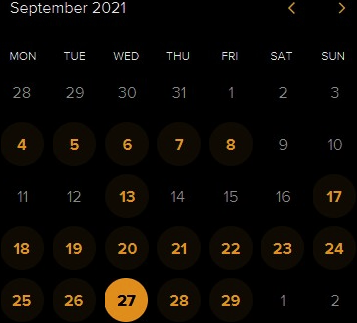 September 2021 < >
MON TUE WED THU FRI SAT SUN
28 29 30 31 1 2 3
4 5 6 7 8 9 10
11 12 13 14 15 16 17
18 19 20 21 22 23 24
25 26 27 28 29 1 2